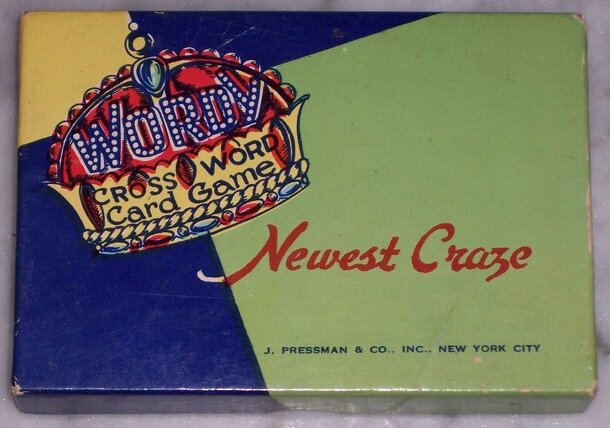 WORDY
CROSS WORD
Card Game
Newest Craze
J. PRESSMAN & CO., INC., NEW YORK CITY